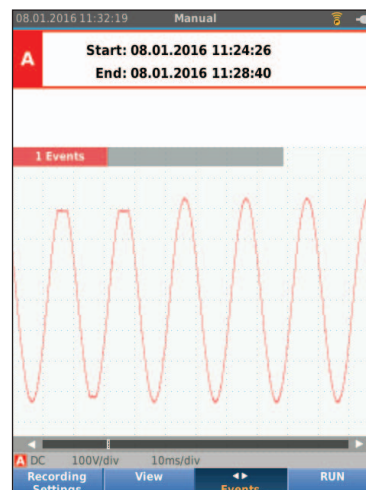 08.01.2016 11:32:19 Manual
A
Start: 08.01.2016 11:24:26
End: 08.01.2016 11:28:40
1 Events
A DC 100V/div 10ms/div
Recording Settings
View
Events
RUN